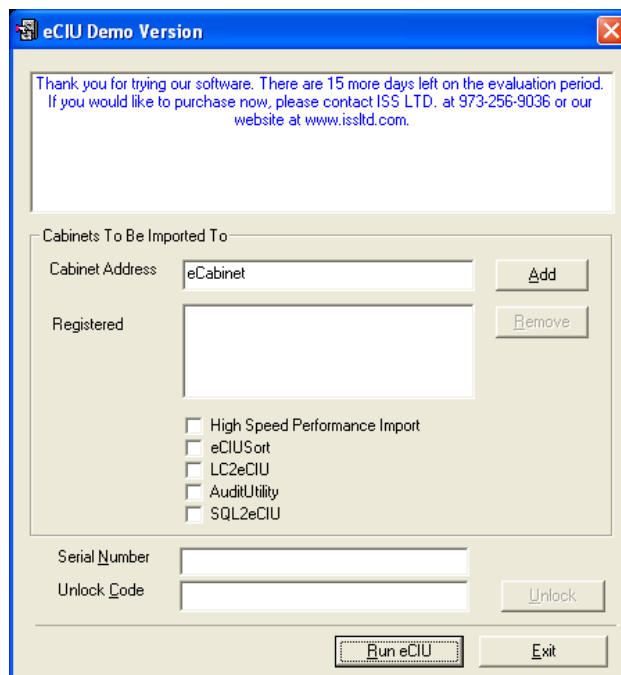 eCIU Demo Version
Thank you for trying our software. There are 15 more days left on the evaluation period.
If you would like to purchase now, please contact ISS LTD. at 973-256-9036 or our
website at www.issltd.com.
Cabinets To Be Imported To
Cabinet Address eCabinet Add
Registered Remove
High Speed Performance Import
eCIUSort
LC2eCIU
AuditUtility
SQL2eCIU
Serial Number
Unlock Code Unlock
Run eCIU Exit